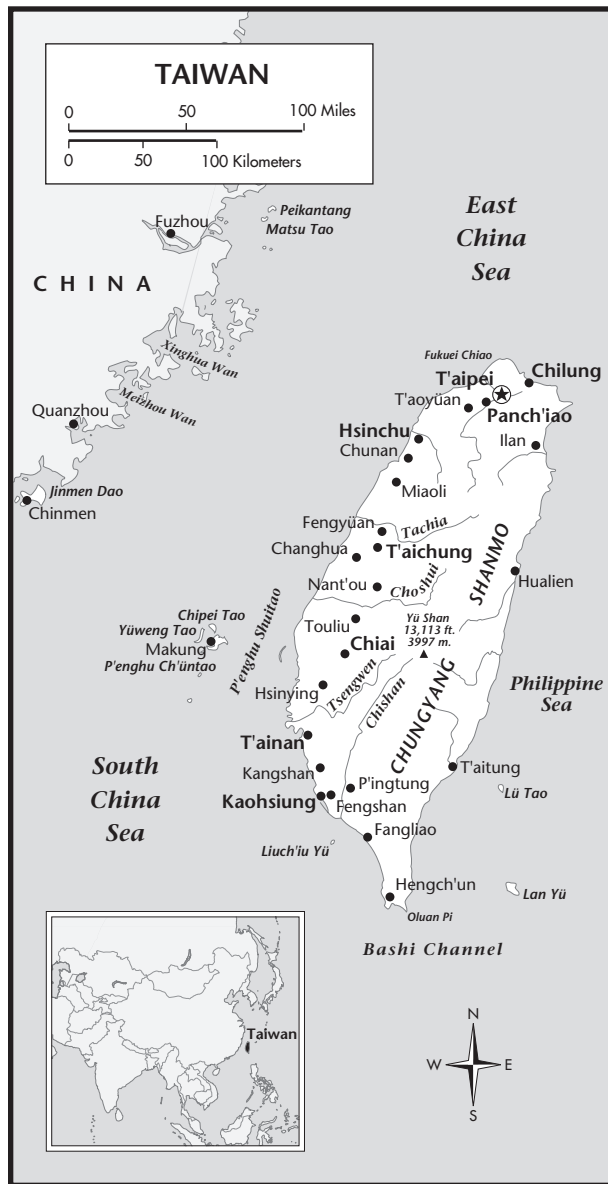 TAIWAN
0 50 100 Miles
0 50 100 Kilometers
Peikantang
Matsu Tao
Fuzhou
East
China
Sea
CHINA
Xinghua Wan
Meizhou Wan
Quanzhou
Jinmen Dao
Chinmen
Fukuei Chiao
T'aipei
Chilung
T'aoyüan
Panch'iao
Hsinchu
Ilan
Chunan
Miaoli
Fengyüan
Tachia
Changhua
T'aichung
SHANMO
Hualien
Nant'ou
Choshui
Chipei Tao
Yüweng Tao
Makung
P'enghu Ch'üntao
P'enghu Shuitao
Touliu
Yü Shan
13,113 ft.
3997 m.
Chiai
Tsengwen
Chishan
Hsinying
CHUNGYANG
Philippine
Sea
T'ainan
Kangshan
P'ingtung
T'aitung
Kaohsiung
Fengshan
Lü Tao
South
China
Sea
Fangliao
Liuch'iu Yü
Hengch'un
Lan Yü
Oluan Pi
Bashi Channel
Taiwan
N
W E
S